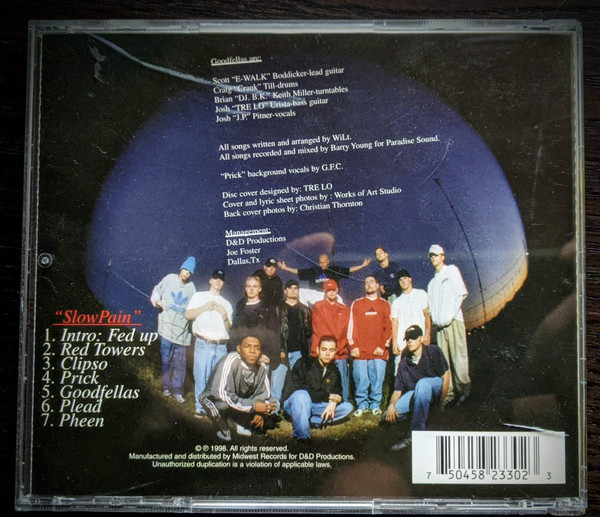 Goodfellas are:
Scott "E-WALK" Boddicker-lead guitar
Craig "Crank" Till-drums
Brian "DJ. B.K." Keith Miller-turntables
Josh "TRE LO" Urista-bass guitar
Josh "J.P." Pitner-vocals
All songs written and arranged by WiLt.
All songs recorded and mixed by Barry Young for Paradise Sound.
"Prick" background vocals by G.F.C.
Disc cover designed by: TRE LO
Cover and lyric sheet photos by : Works of Art Studio
Back cover photos by: Christian Thornton
Management:
D&D Productions
Joe Foster
Dallas,Tx
"SlowPain"
1. Intro: Fed up
2. Red Towers
3. Clipso
4. Prick
5. Goodfellas
6. Plead
7. Pheen
© ℗ 1998. All rights reserved.
Manufactured and distributed by Midwest Records for D&D Productions.
Unauthorized duplication is a violation of applicable laws.
7 50458 23302 3